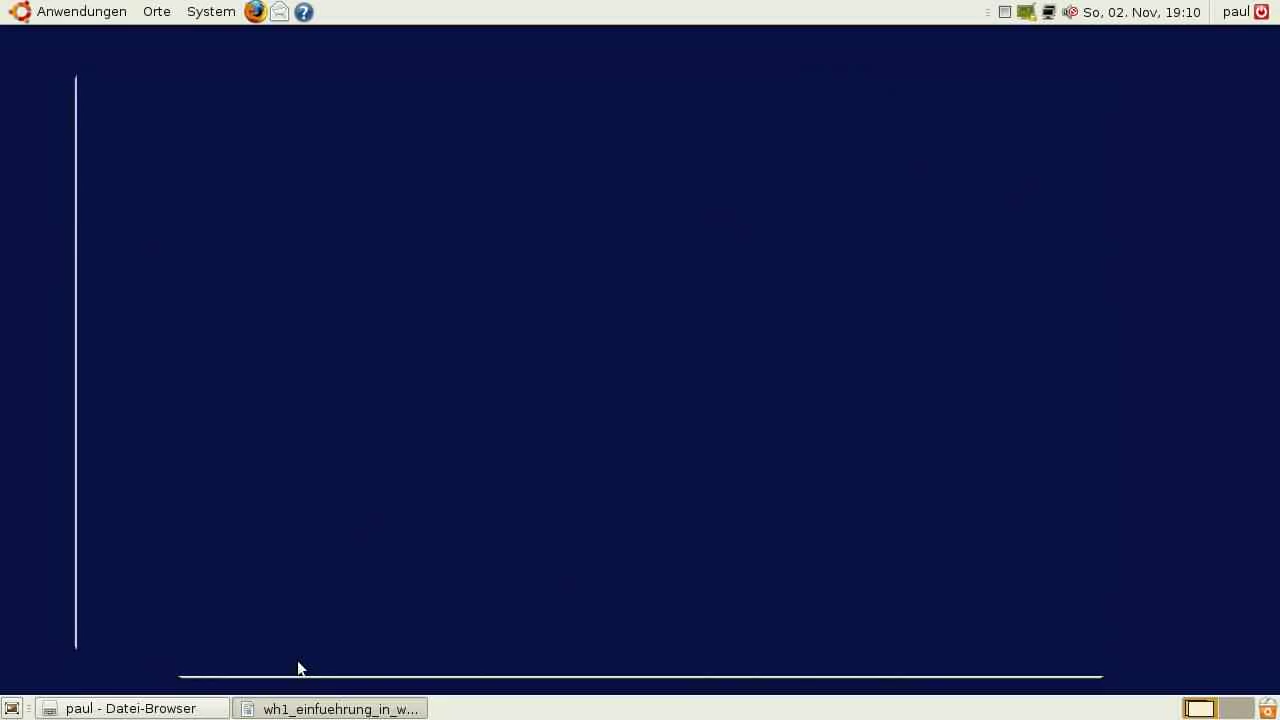 Anwendungen Orte System So, 02. Nov, 19:10 paul
paul - Datei-Browser wh1_einfuehrung_in_w...